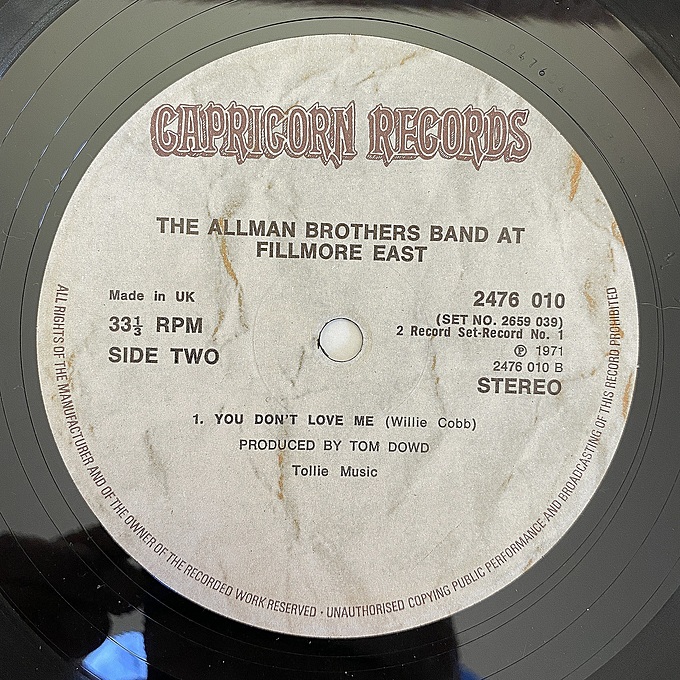 CAPRICORN RECORDS
THE ALLMAN BROTHERS BAND AT
FILLMORE EAST
Made in UK
33⅓ RPM
SIDE TWO
2476 010
(SET NO. 2659 039)
2 Record Set-Record No. 1
℗ 1971
2476 010 B
STEREO
1. YOU DON'T LOVE ME (Willie Cobb)
PRODUCED BY TOM DOWD
Tollie Music
ALL RIGHTS OF THE MANUFACTURER AND OF THE OWNER OF THE RECORDED WORK RESERVED · UNAUTHORISED COPYING PUBLIC PERFORMANCE AND BROADCASTING OF THIS RECORD PROHIBITED